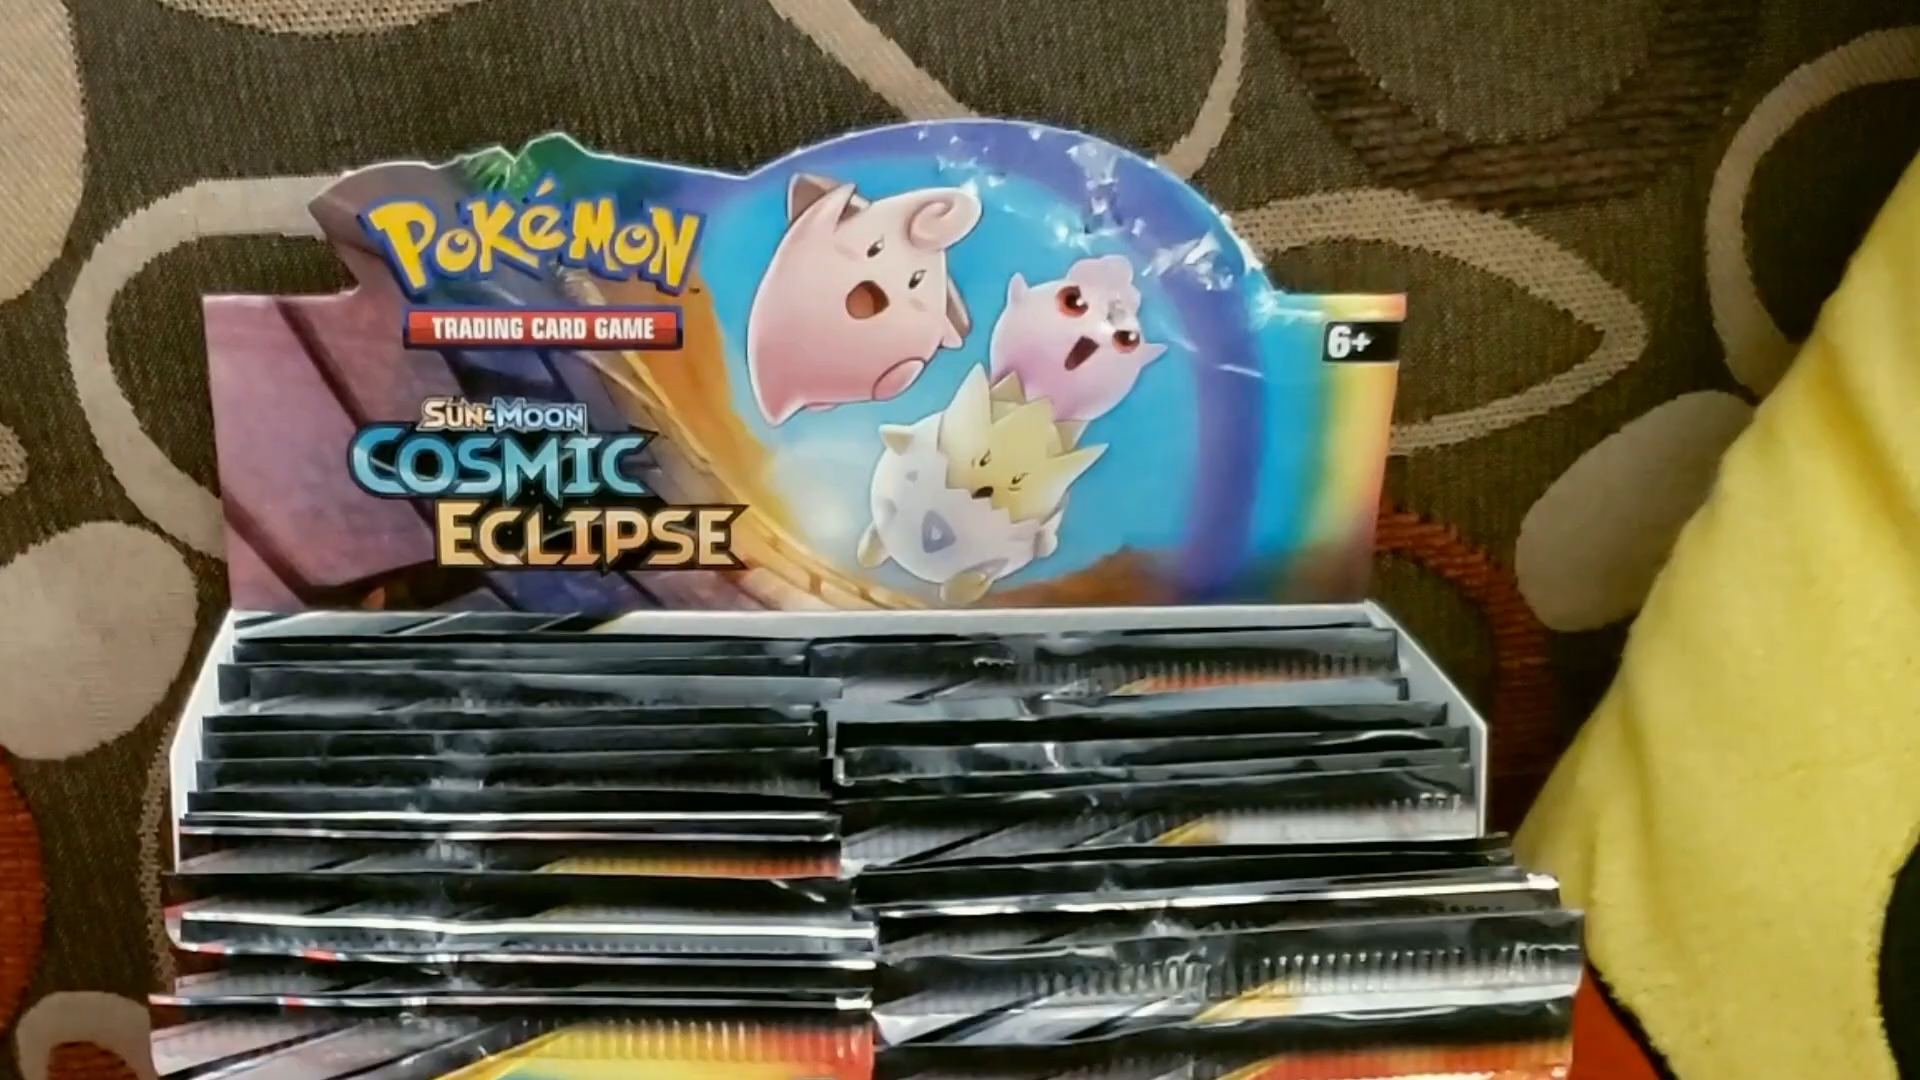 POKéMON
TRADING CARD GAME
SUN & MOON
COSMIC
ECLIPSE
6+